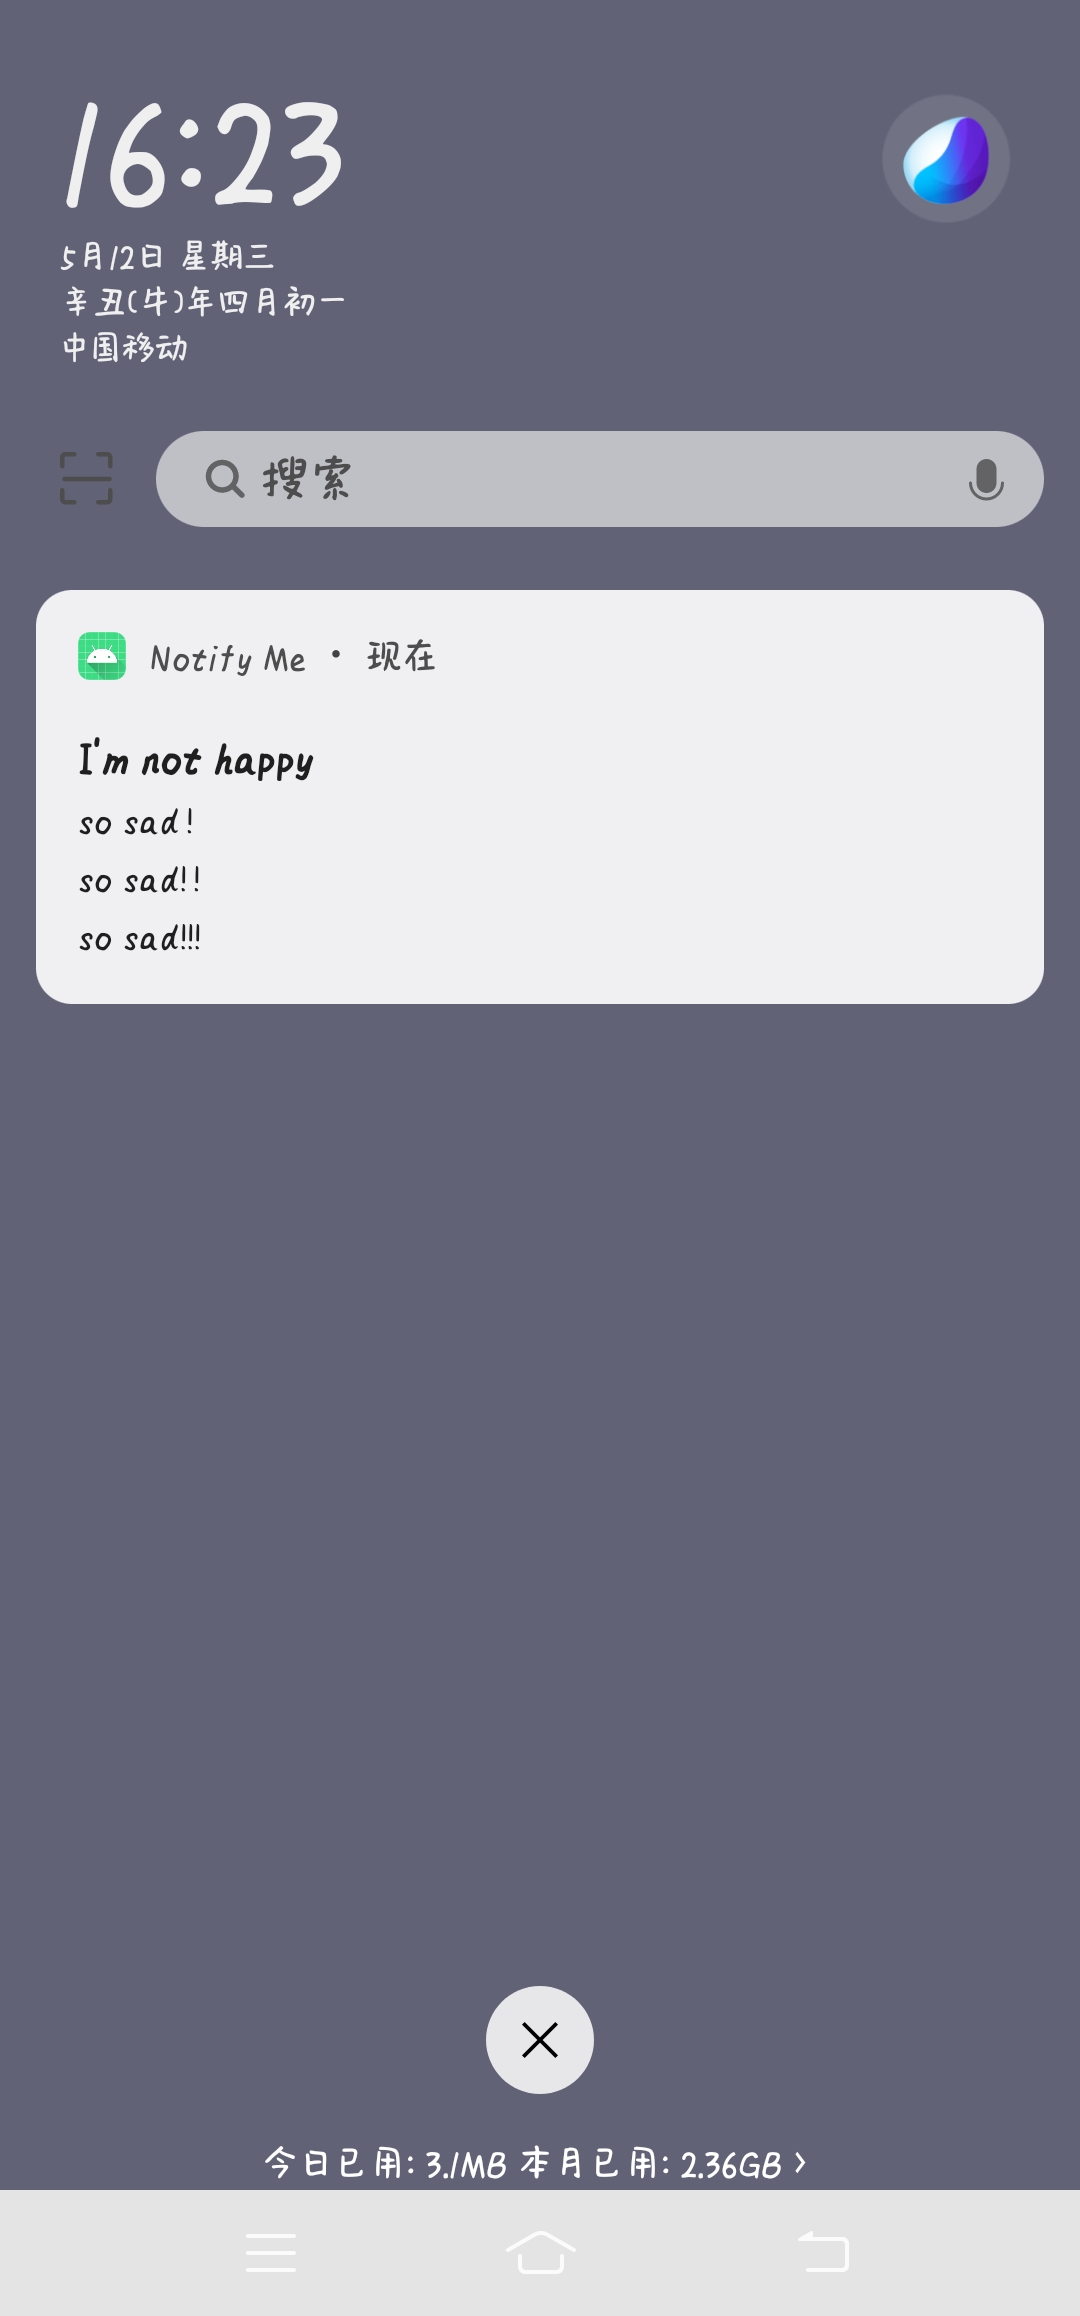 16:23
5月12日 星期三
辛丑(牛)年四月初一
中国移动
搜索
Notify Me • 现在
I'm not happy
so sad!
so sad!!
so sad!!!
今日已用: 3.1MB 本月已用: 2.36GB >